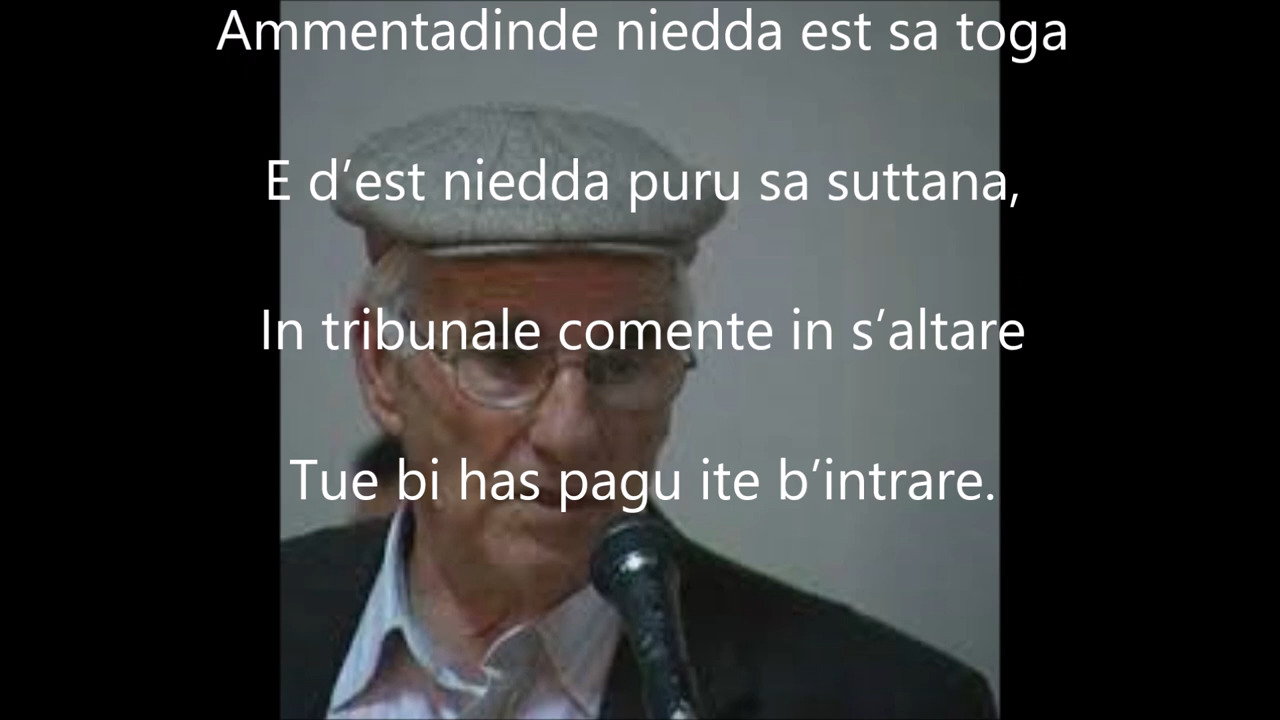 Ammentadinde niedda est sa toga
E d’est niedda puru sa suttana,
In tribunale comente in s’altare
Tue bi has pagu ite b’intrare.